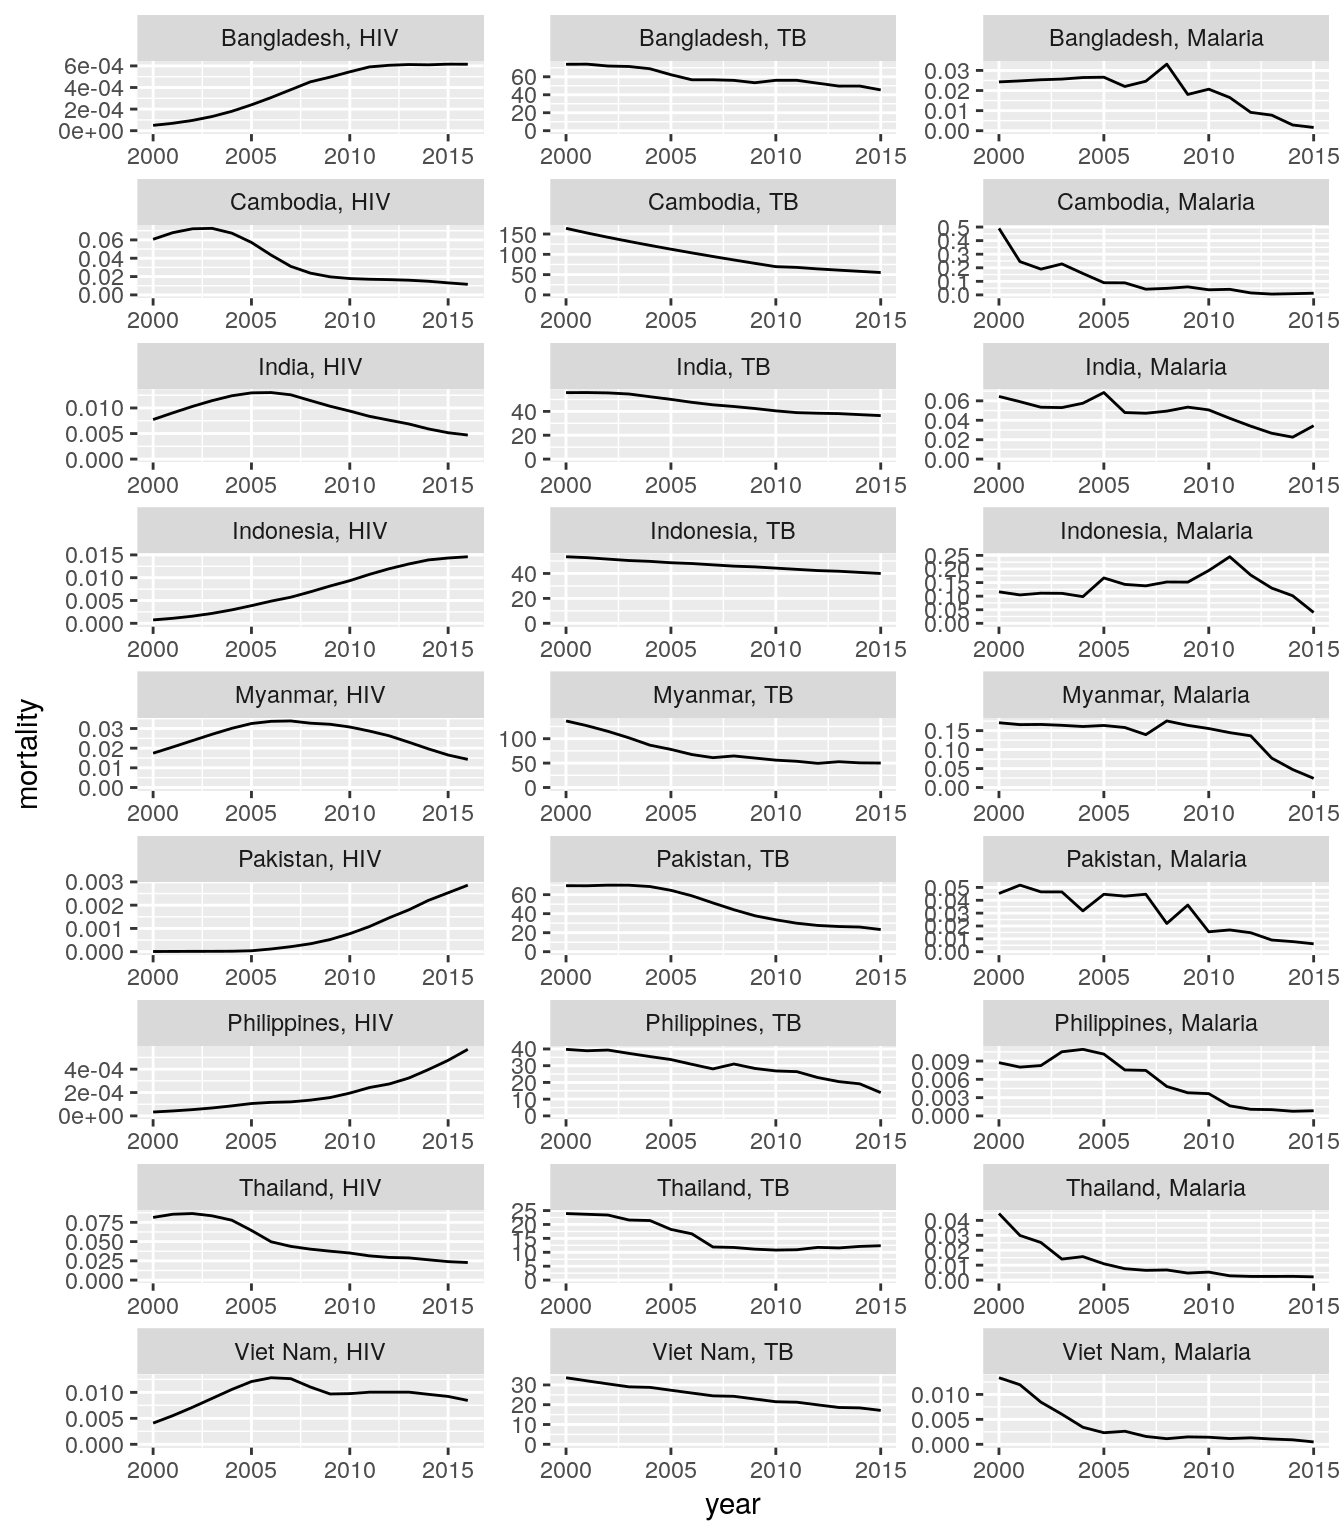 Bangladesh, HIV
Bangladesh, TB
Bangladesh, Malaria
6e-04
4e-04
2e-04
0e+00
60
40
20
0
0.03
0.02
0.01
0.00
2000 2005 2010 2015
2000 2005 2010 2015
2000 2005 2010 2015
Cambodia, HIV
Cambodia, TB
Cambodia, Malaria
0.06
0.04
0.02
0.00
150
100
50
0
0.5
0.4
0.3
0.2
0.1
0.0
2000 2005 2010 2015
2000 2005 2010 2015
2000 2005 2010 2015
India, HIV
India, TB
India, Malaria
0.010
0.005
0.000
40
20
0
0.06
0.04
0.02
0.00
2000 2005 2010 2015
2000 2005 2010 2015
2000 2005 2010 2015
Indonesia, HIV
Indonesia, TB
Indonesia, Malaria
0.015
0.010
0.005
0.000
40
20
0
0.25
0.20
0.15
0.10
0.05
0.00
2000 2005 2010 2015
2000 2005 2010 2015
2000 2005 2010 2015
mortality
Myanmar, HIV
Myanmar, TB
Myanmar, Malaria
0.03
0.02
0.01
0.00
100
50
0
0.15
0.10
0.05
0.00
2000 2005 2010 2015
2000 2005 2010 2015
2000 2005 2010 2015
Pakistan, HIV
Pakistan, TB
Pakistan, Malaria
0.003
0.002
0.001
0.000
60
40
20
0
0.05
0.04
0.03
0.02
0.01
0.00
2000 2005 2010 2015
2000 2005 2010 2015
2000 2005 2010 2015
Philippines, HIV
Philippines, TB
Philippines, Malaria
4e-04
2e-04
0e+00
40
30
20
10
0
0.009
0.006
0.003
0.000
2000 2005 2010 2015
2000 2005 2010 2015
2000 2005 2010 2015
Thailand, HIV
Thailand, TB
Thailand, Malaria
0.075
0.050
0.025
0.000
25
20
15
10
5
0
0.04
0.03
0.02
0.01
0.00
2000 2005 2010 2015
2000 2005 2010 2015
2000 2005 2010 2015
Viet Nam, HIV
Viet Nam, TB
Viet Nam, Malaria
0.010
0.005
0.000
30
20
10
0
0.010
0.005
0.000
2000 2005 2010 2015
2000 2005 2010 2015
2000 2005 2010 2015
year